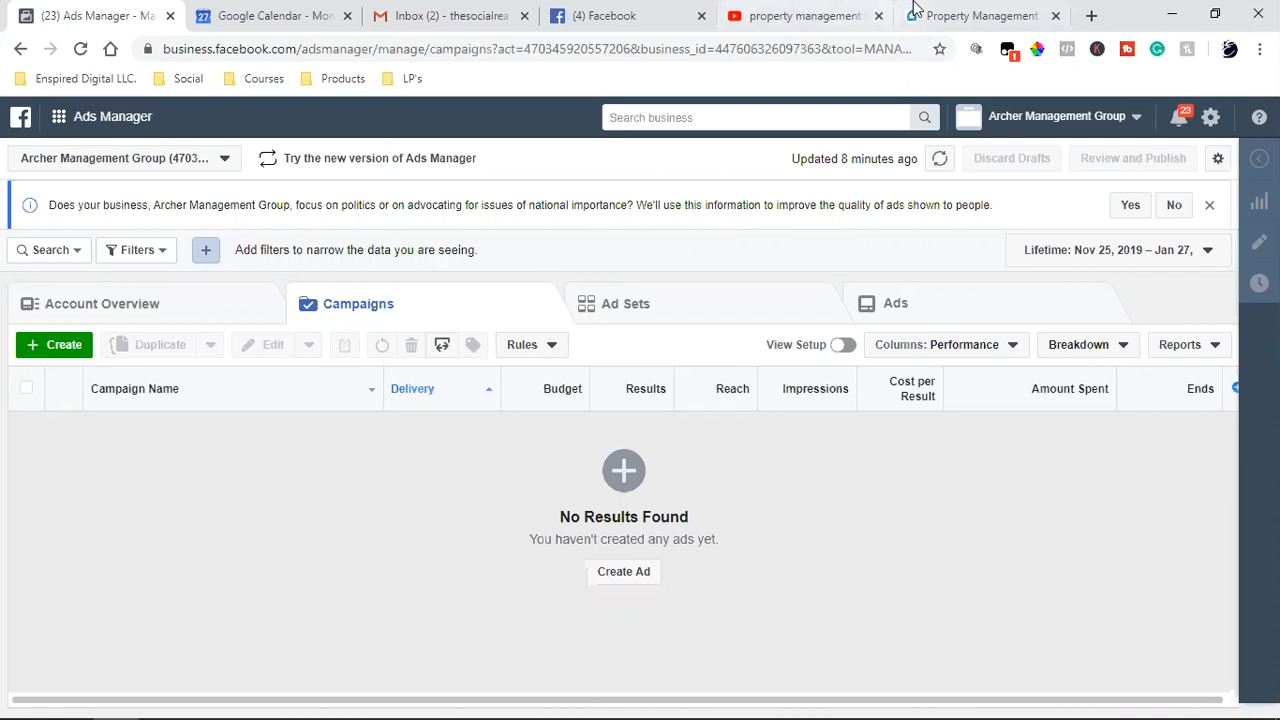 (23) Ads Manager - Ma
Google Calendar - Mor
Inbox (2) - thesocialrea
(4) Facebook
property management
Property Management
business.facebook.com/adsmanager/manage/campaigns?act=470345920557206&business_id=447606326097363&tool=MANA...
Enspired Digital LLC.
Social
Courses
Products
LP's
Ads Manager
Search business
Archer Management Group
23
Archer Management Group (4703...
Try the new version of Ads Manager
Updated 8 minutes ago
Discard Drafts
Review and Publish
Does your business, Archer Management Group, focus on politics or on advocating for issues of national importance? We'll use this information to improve the quality of ads shown to people.
Yes
No
Search
Filters
Add filters to narrow the data you are seeing.
Lifetime: Nov 25, 2019 – Jan 27,
Account Overview
Campaigns
Ad Sets
Ads
+ Create
Duplicate
Edit
Rules
View Setup
Columns: Performance
Breakdown
Reports
Campaign Name
Delivery
Budget
Results
Reach
Impressions
Cost per
Result
Amount Spent
Ends
No Results Found
You haven't created any ads yet.
Create Ad